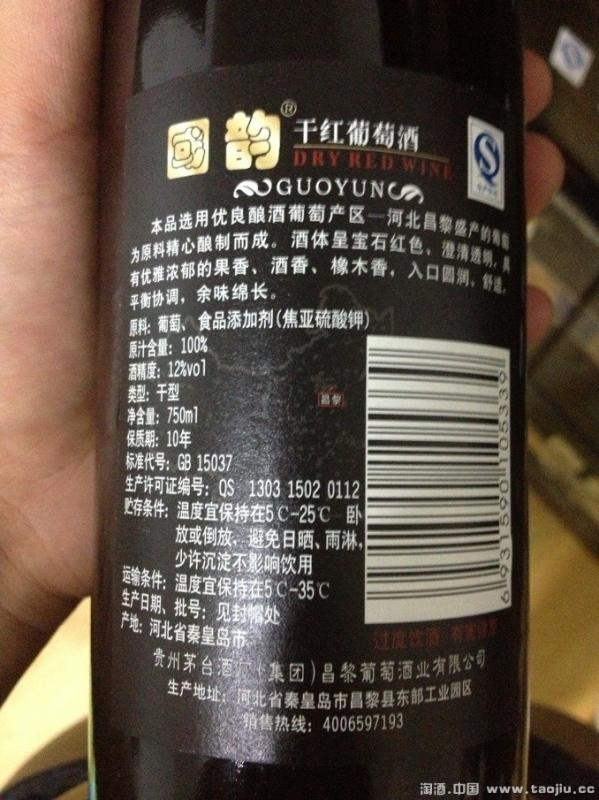 國韵®
干红葡萄酒
DRY RED WINE
GUOYUN
本品选用优良酿酒葡萄产区—河北昌黎盛产的葡萄
为原料精心酿制而成。酒体呈宝石红色、澄清透明，具
有优雅浓郁的果香、酒香、橡木香，入口圆润、舒适，
平衡协调，余味绵长。
原料：葡萄、食品添加剂(焦亚硫酸钾)
原汁含量：100%
酒精度：12%vol
类型：干型
净含量：750ml
保质期：10年
标准代号：GB 15037
生产许可证编号：QS 1303 1502 0112
贮存条件：温度宜保持在5℃-25℃ 卧
放或倒放，避免日晒、雨淋，
少许沉淀不影响饮用
运输条件：温度宜保持在5℃-35℃
生产日期、批号：见封帽处
产地：河北省秦皇岛市
昌黎
6931590105339
过度饮酒 有害健康
贵州茅台酒厂(集团)昌黎葡萄酒业有限公司
生产地址：河北省秦皇岛市昌黎县东部工业园区
销售热线：4006597193
淘酒.中国 www.taojiu.cc